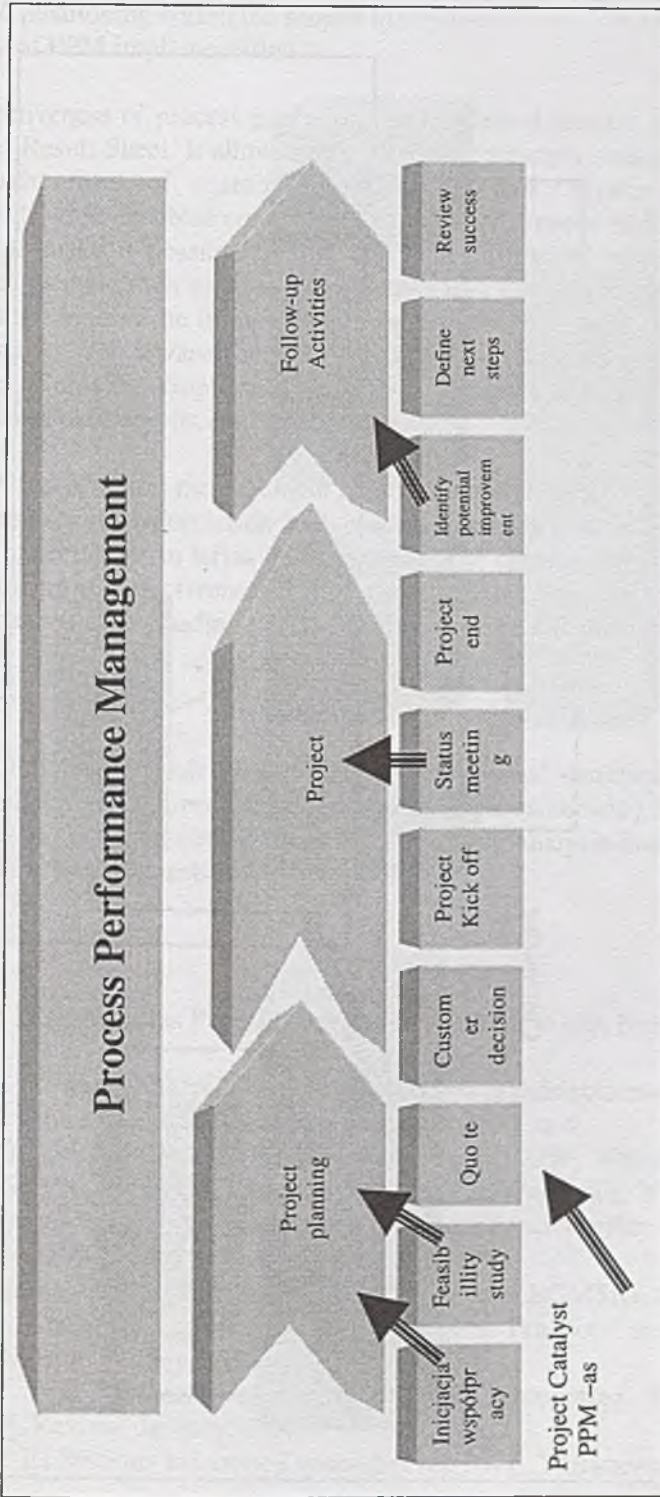 Process Performance Management
Project
planning
Project
Follow-up
Activities
Inicjacja
współpr
acy
Feasib
illity
study
Quo te
Custom
er
decision
Project
Kick off
Status
meetin
g
Project
end
Identify
potential
improvem
ent
Define
next
steps
Review
success
Project Catalyst
PPM –as